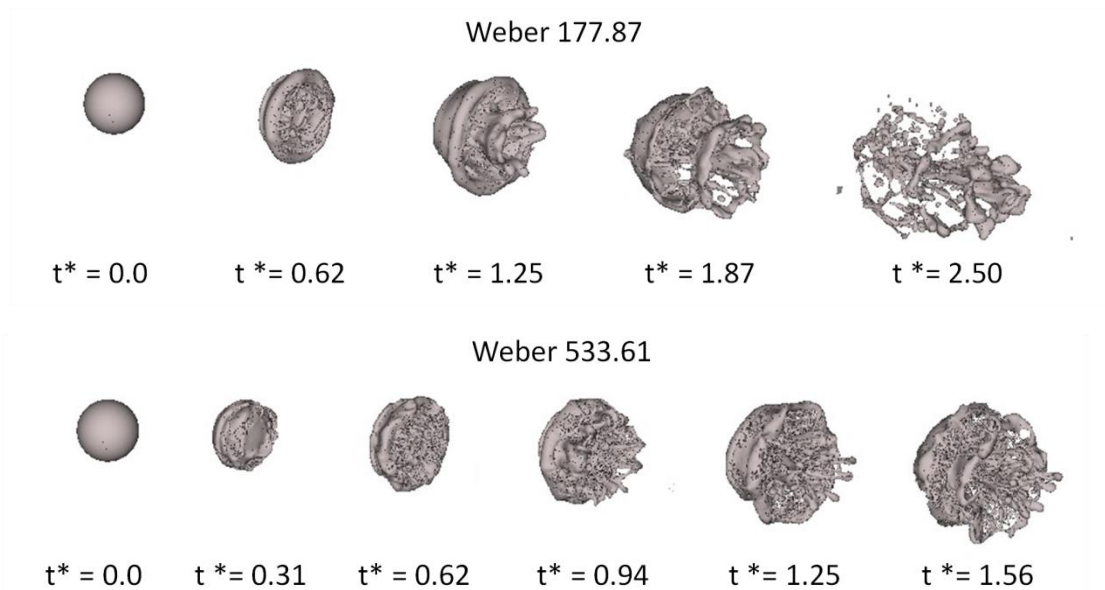 Weber 177.87
t* = 0.0 t *= 0.62 t* = 1.25 t* = 1.87 t *= 2.50
Weber 533.61
t* = 0.0 t *= 0.31 t* = 0.62 t* = 0.94 t *= 1.25 t *= 1.56